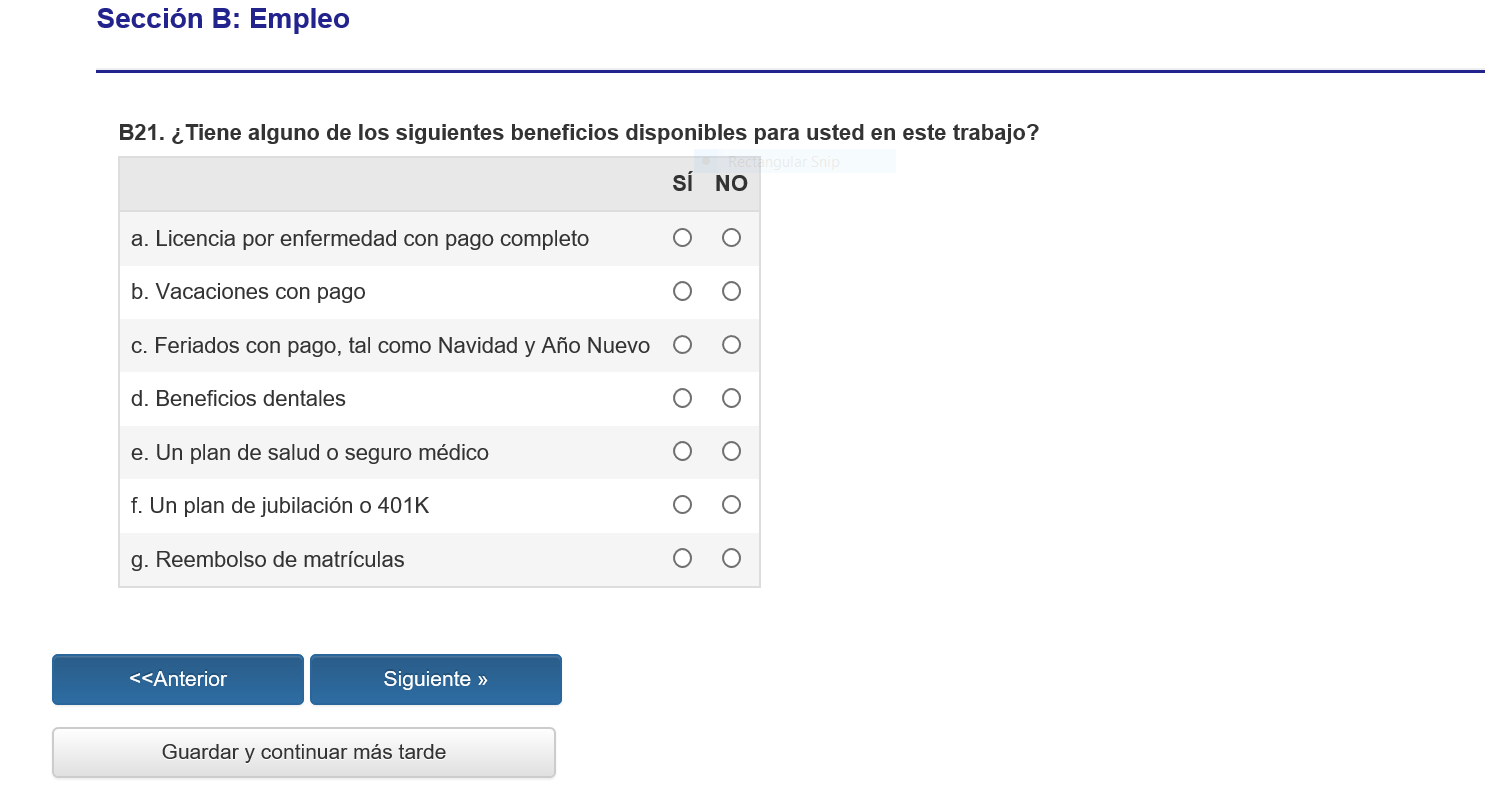 Sección B: Empleo
B21. ¿Tiene alguno de los siguientes beneficios disponibles para usted en este trabajo?
Rectangular Snip
SÍ NO
a. Licencia por enfermedad con pago completo
b. Vacaciones con pago
c. Feriados con pago, tal como Navidad y Año Nuevo
d. Beneficios dentales
e. Un plan de salud o seguro médico
f. Un plan de jubilación o 401K
g. Reembolso de matrículas
<<Anterior Siguiente »
Guardar y continuar más tarde